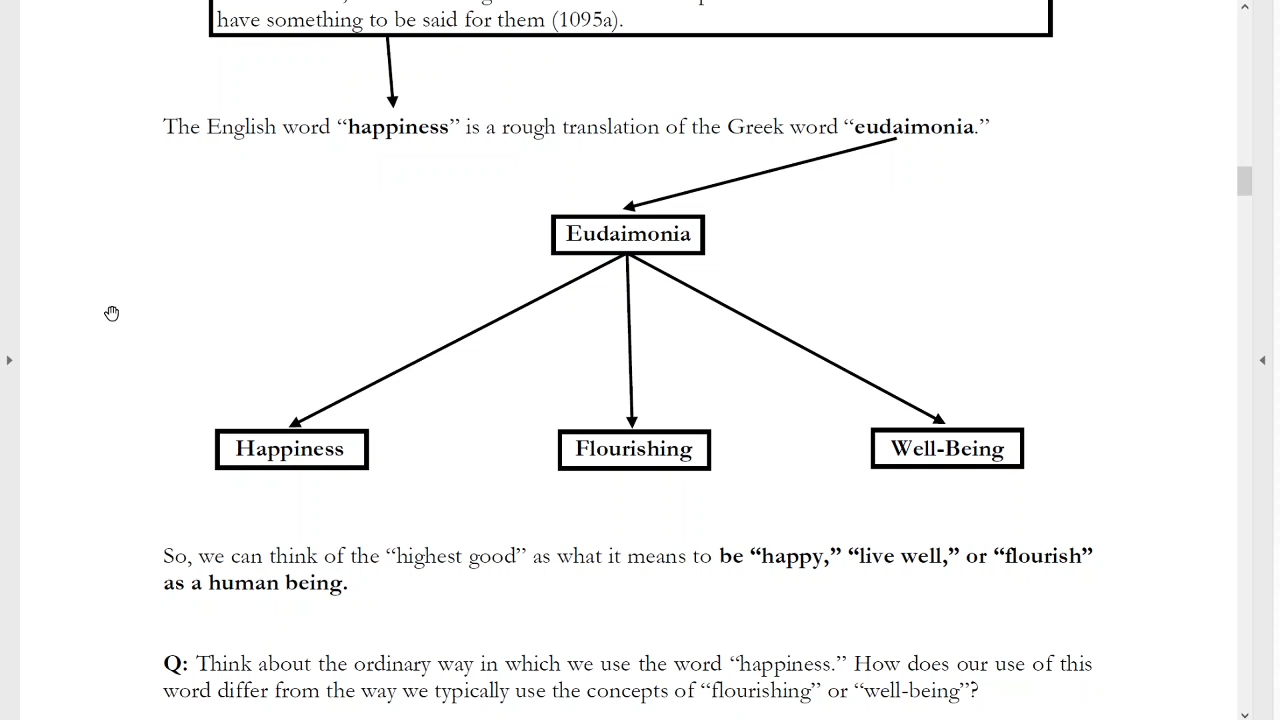 have something to be said for them (1095a).
The English word “happiness” is a rough translation of the Greek word “eudaimonia.”
Eudaimonia
Happiness
Flourishing
Well-Being
So, we can think of the “highest good” as what it means to be “happy,” “live well,” or “flourish”
as a human being.
Q: Think about the ordinary way in which we use the word “happiness.” How does our use of this
word differ from the way we typically use the concepts of “flourishing” or “well-being”?